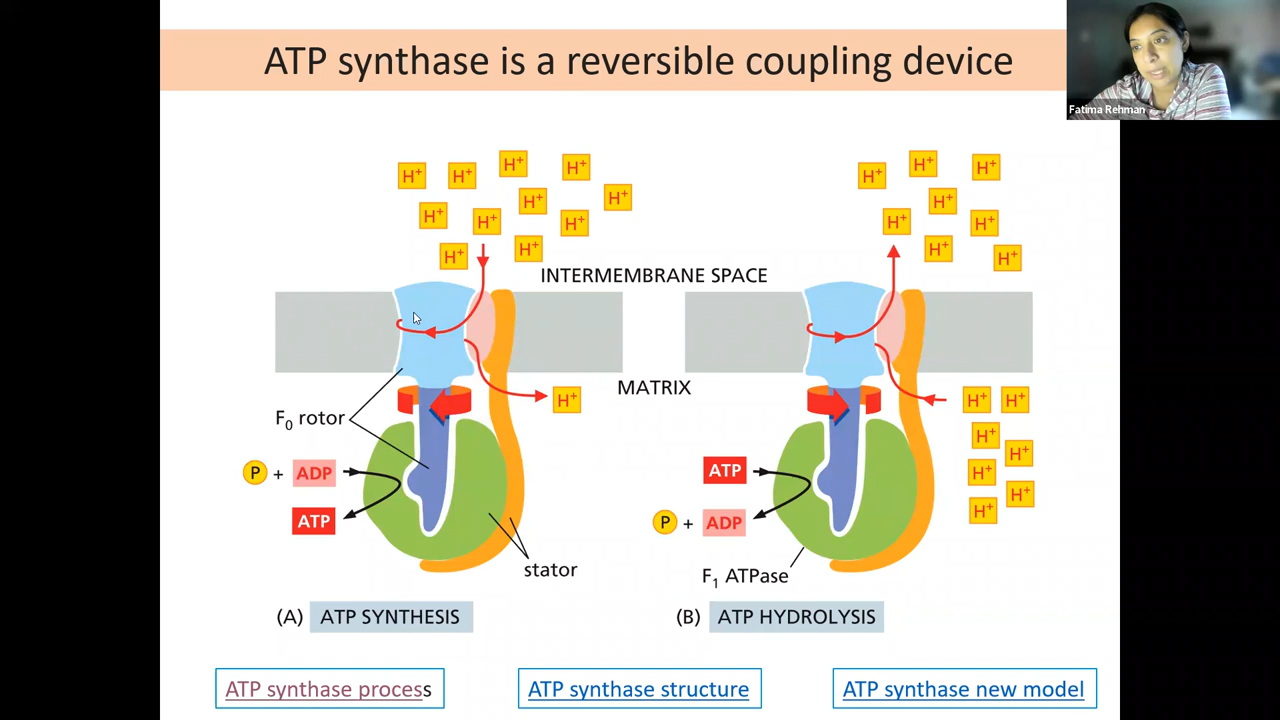 ATP synthase is a reversible coupling device
Fatima Rehman
H⁺ H⁺ H⁺ H⁺
H⁺ H⁺ H⁺ H⁺ H⁺
H⁺ H⁺
H⁺ H⁺ H⁺
H⁺ H⁺ H⁺
H⁺ H⁺
INTERMEMBRANE SPACE
MATRIX
H⁺
F₀ rotor
P + ADP
ATP
stator
(A) ATP SYNTHESIS
H⁺ H⁺
H⁺ H⁺
H⁺ H⁺
H⁺
ATP
P + ADP
F₁ ATPase
(B) ATP HYDROLYSIS
ATP synthase process
ATP synthase structure
ATP synthase new model